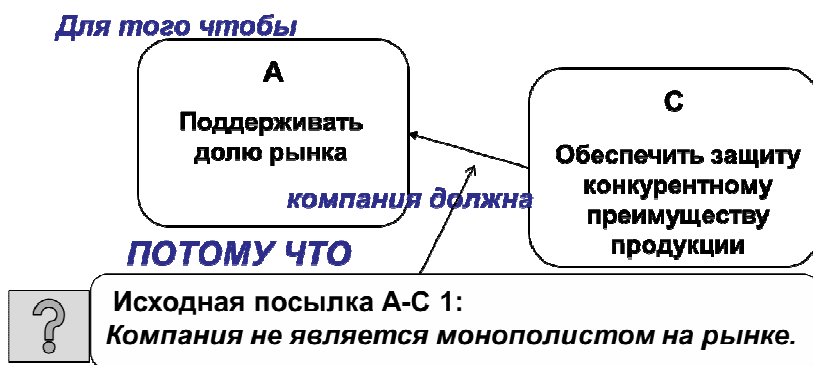 Для того чтобы
А
Поддерживать
долю рынка
С
Обеспечить защиту
конкурентному
преимуществу
продукции
компания должна
ПОТОМУ ЧТО
?
Исходная посылка А-С 1:
Компания не является монополистом на рынке.